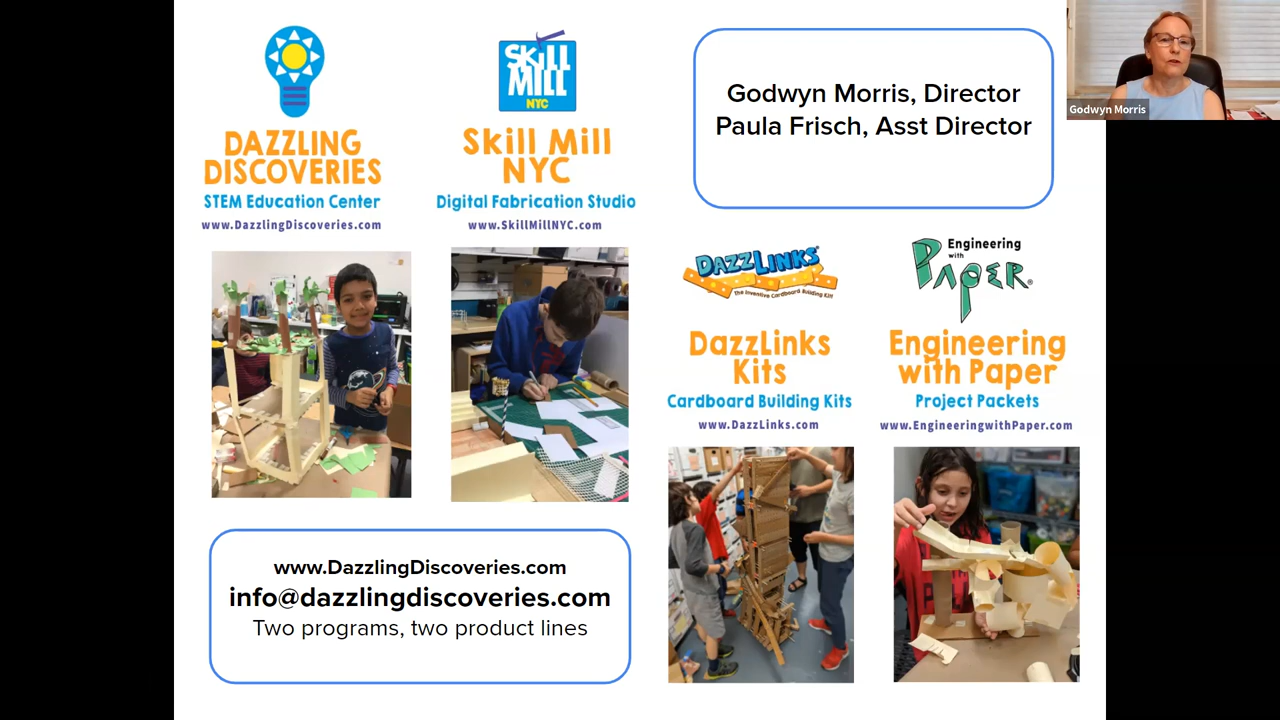 DAZZLING
DISCOVERIES
STEM Education Center
www.DazzlingDiscoveries.com
SKILL
MILL
NYC
Skill Mill
NYC
Digital Fabrication Studio
www.SkillMillNYC.com
Godwyn Morris, Director
Paula Frisch, Asst Director
Godwyn Morris
DAZZLINKS®
The Inventive Cardboard Building Kit!
DazzLinks
Kits
Cardboard Building Kits
www.DazzLinks.com
Engineering
with
PAPER®
Engineering
with Paper
Project Packets
www.EngineeringwithPaper.com
www.DazzlingDiscoveries.com
info@dazzlingdiscoveries.com
Two programs, two product lines